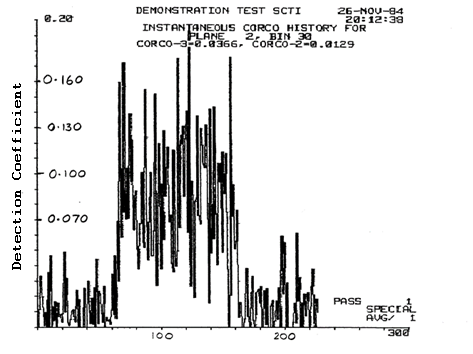 DEMONSTRATION TEST SCTI 26-NOV-84
20:12:38
INSTANTANEOUS CORCO HISTORY FOR
PLANE 2, BIN 30
CORCO-3=0.0366, CORCO-2=0.0129
0.20
0.160
0.130
0.100
0.070
Detection Coefficient
PASS 1
SPECIAL
AVG/ 1
100 200 300